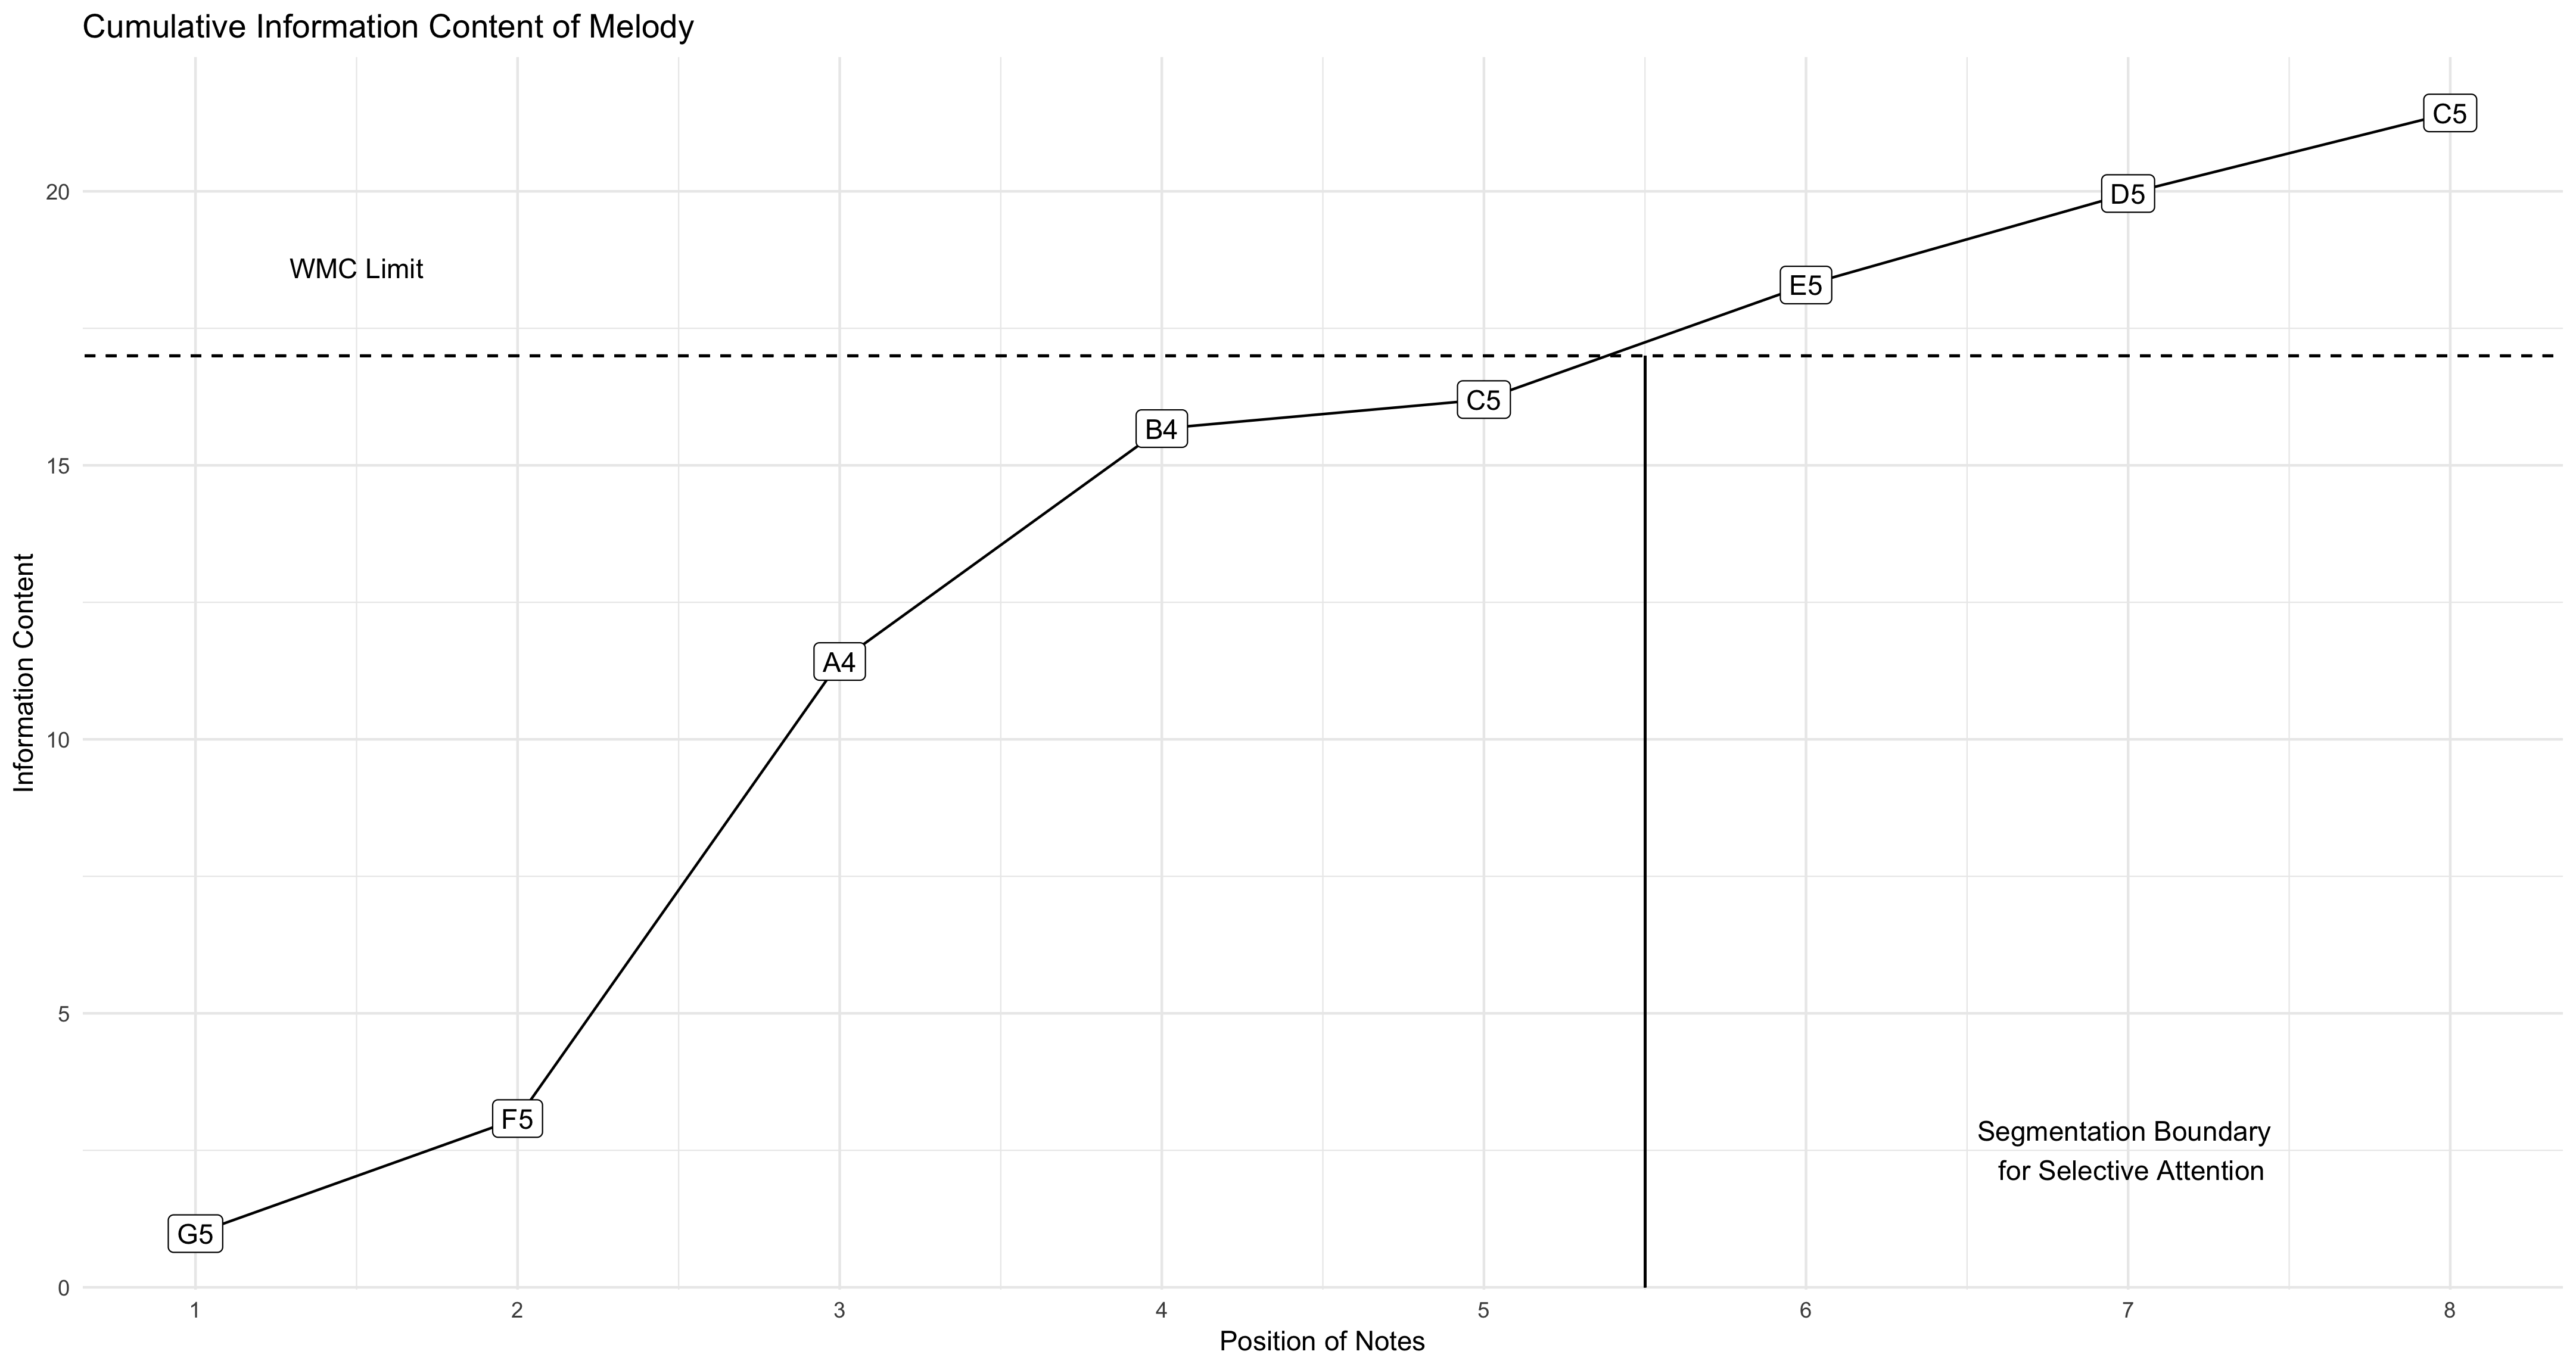 Cumulative Information Content of Melody
C5
20
D5
WMC Limit
E5
C5
B4
15
A4
10
Information Content
5
F5
Segmentation Boundary
for Selective Attention
G5
0
1 2 3 4 5 6 7 8
Position of Notes